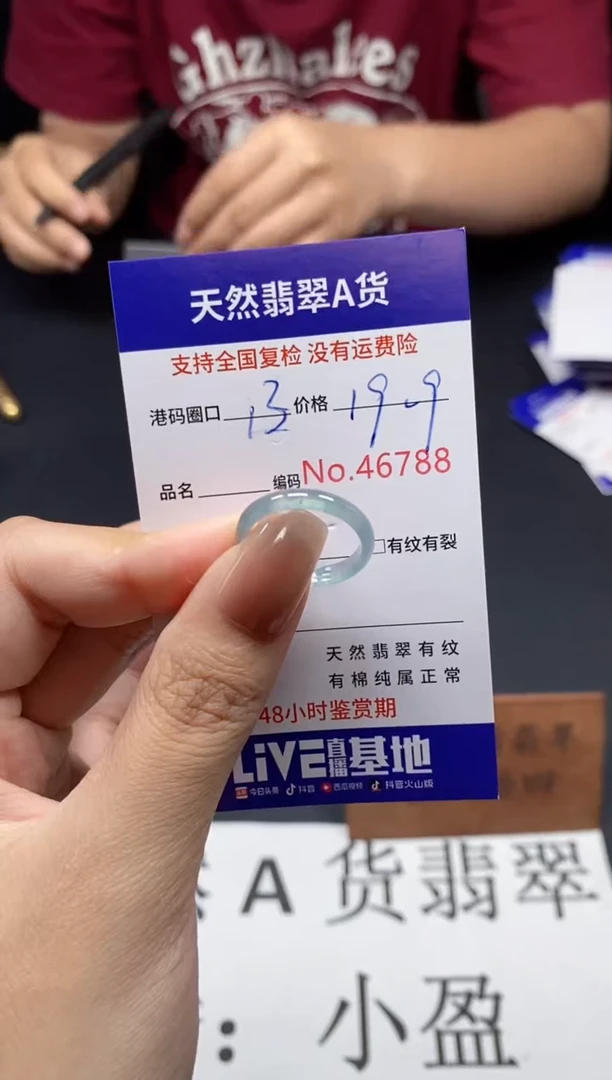 天然翡翠A货
支持全国复检 没有运费险
港码圈口 13 价格 19.9
品名 编码 No.46788
□有纹有裂
天然翡翠有纹
有棉纯属正常
48小时鉴赏期
LiVE直播基地
今日头条 抖音 西瓜视频 抖音火山版
A货翡翠
：小盈